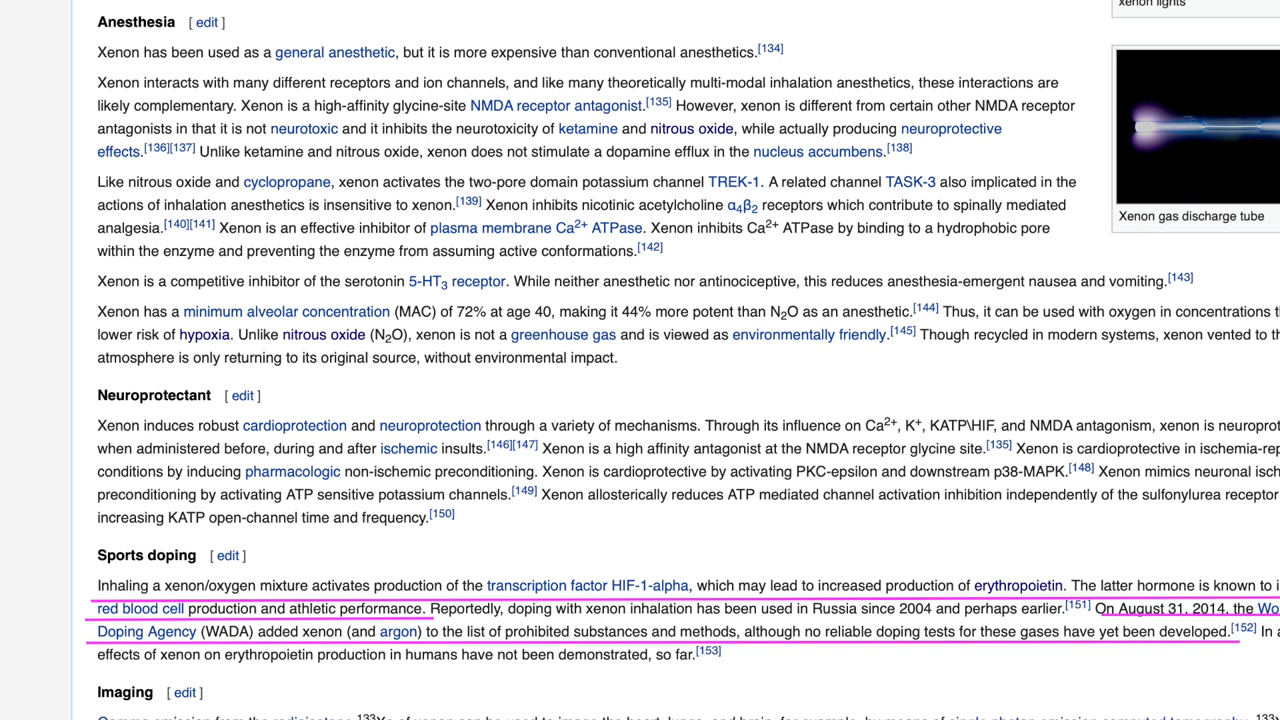 xenon lights
Anesthesia [ edit ]
Xenon has been used as a general anesthetic, but it is more expensive than conventional anesthetics.[134]
Xenon interacts with many different receptors and ion channels, and like many theoretically multi-modal inhalation anesthetics, these interactions are
likely complementary. Xenon is a high-affinity glycine-site NMDA receptor antagonist.[135] However, xenon is different from certain other NMDA receptor
antagonists in that it is not neurotoxic and it inhibits the neurotoxicity of ketamine and nitrous oxide, while actually producing neuroprotective
effects.[136][137] Unlike ketamine and nitrous oxide, xenon does not stimulate a dopamine efflux in the nucleus accumbens.[138]
Like nitrous oxide and cyclopropane, xenon activates the two-pore domain potassium channel TREK-1. A related channel TASK-3 also implicated in the
actions of inhalation anesthetics is insensitive to xenon.[139] Xenon inhibits nicotinic acetylcholine α4β2 receptors which contribute to spinally mediated
Xenon gas discharge tube
analgesia.[140][141] Xenon is an effective inhibitor of plasma membrane Ca2+ ATPase. Xenon inhibits Ca2+ ATPase by binding to a hydrophobic pore
within the enzyme and preventing the enzyme from assuming active conformations.[142]
Xenon is a competitive inhibitor of the serotonin 5-HT3 receptor. While neither anesthetic nor antinociceptive, this reduces anesthesia-emergent nausea and vomiting.[143]
Xenon has a minimum alveolar concentration (MAC) of 72% at age 40, making it 44% more potent than N2O as an anesthetic.[144] Thus, it can be used with oxygen in concentrations
lower risk of hypoxia. Unlike nitrous oxide (N2O), xenon is not a greenhouse gas and is viewed as environmentally friendly.[145] Though recycled in modern systems, xenon vented to
atmosphere is only returning to its original source, without environmental impact.
Neuroprotectant [ edit ]
Xenon induces robust cardioprotection and neuroprotection through a variety of mechanisms. Through its influence on Ca2+, K+, KATP\HIF, and NMDA antagonism, xenon is neuroprot
when administered before, during and after ischemic insults.[146][147] Xenon is a high affinity antagonist at the NMDA receptor glycine site.[135] Xenon is cardioprotective in ischemia-rep
conditions by inducing pharmacologic non-ischemic preconditioning. Xenon is cardioprotective by activating PKC-epsilon and downstream p38-MAPK.[148] Xenon mimics neuronal isch
preconditioning by activating ATP sensitive potassium channels.[149] Xenon allosterically reduces ATP mediated channel activation inhibition independently of the sulfonylurea receptor
increasing KATP open-channel time and frequency.[150]
Sports doping [ edit ]
Inhaling a xenon/oxygen mixture activates production of the transcription factor HIF-1-alpha, which may lead to increased production of erythropoietin. The latter hormone is known to i
red blood cell production and athletic performance. Reportedly, doping with xenon inhalation has been used in Russia since 2004 and perhaps earlier.[151] On August 31, 2014, the Wo
Doping Agency (WADA) added xenon (and argon) to the list of prohibited substances and methods, although no reliable doping tests for these gases have yet been developed.[152] In a
effects of xenon on erythropoietin production in humans have not been demonstrated, so far.[153]
Imaging [ edit ]